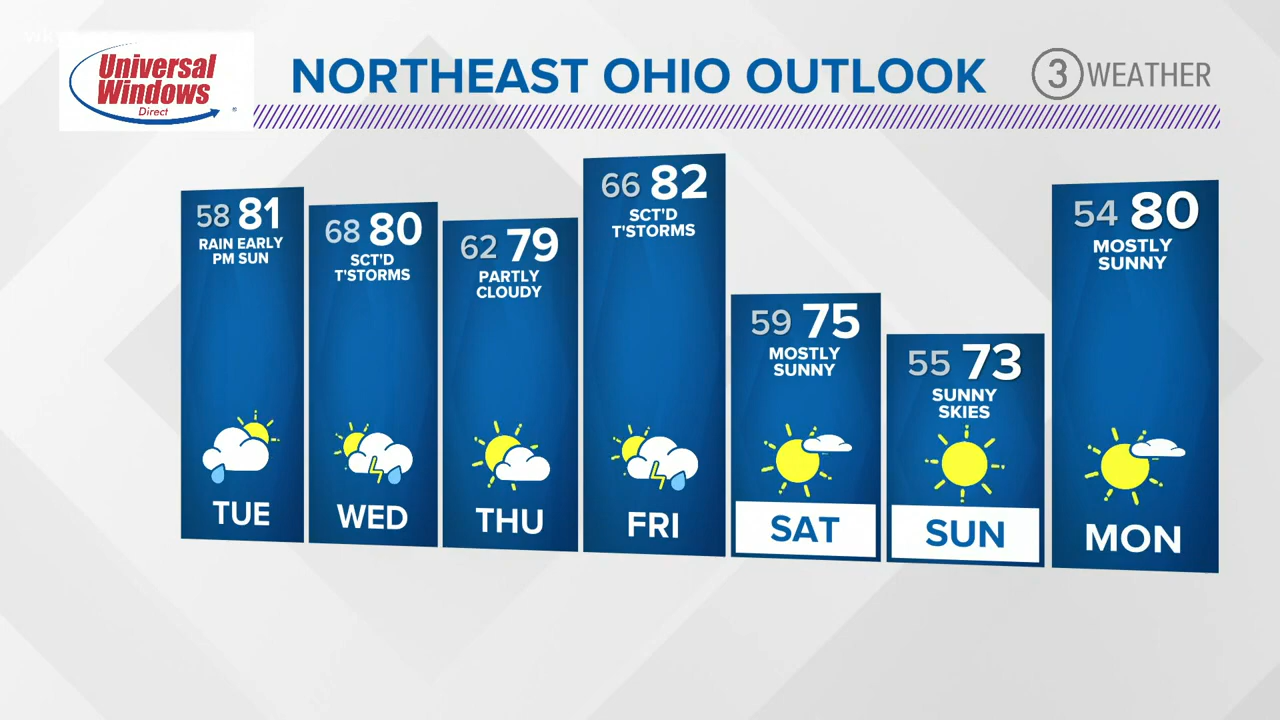 Universal
Windows
Direct
®
NORTHEAST OHIO OUTLOOK
3 WEATHER
58 81
RAIN EARLY
PM SUN
TUE
68 80
SCT'D
T'STORMS
WED
62 79
PARTLY
CLOUDY
THU
66 82
SCT'D
T'STORMS
FRI
59 75
MOSTLY
SUNNY
SAT
55 73
SUNNY
SKIES
SUN
54 80
MOSTLY
SUNNY
MON